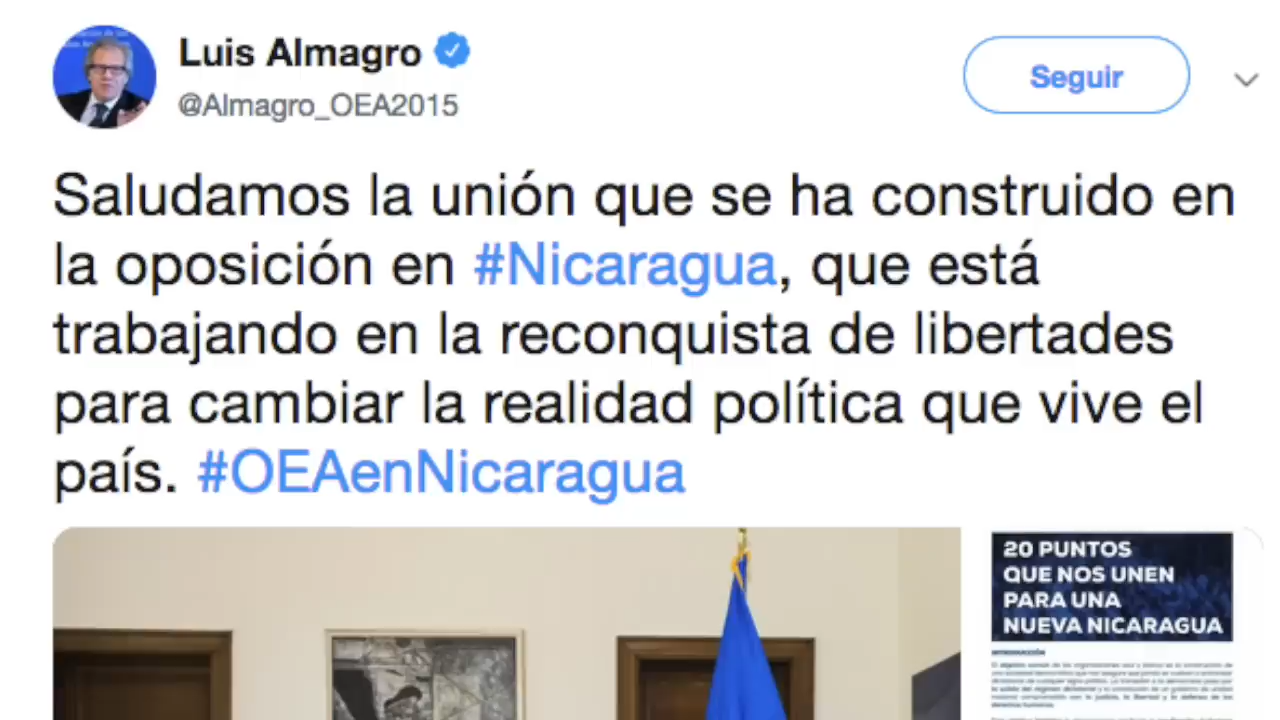 Luis Almagro
@Almagro_OEA2015
Seguir
Saludamos la unión que se ha construido en
la oposición en #Nicaragua, que está
trabajando en la reconquista de libertades
para cambiar la realidad política que vive el
país. #OEAenNicaragua
20 PUNTOS
QUE NOS UNEN
PARA UNA
NUEVA NICARAGUA
INTRODUCCIÓN